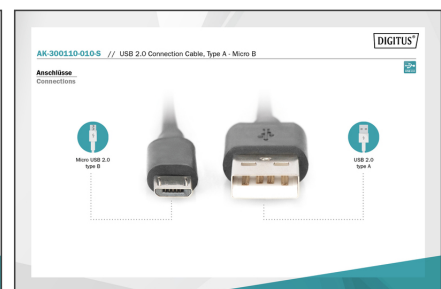 DIGITUS®
AK-300110-010-S // USB 2.0 Connection Cable, Type A - Micro B
Anschlüsse
Connections
Micro USB 2.0
type B
USB 2.0
type A